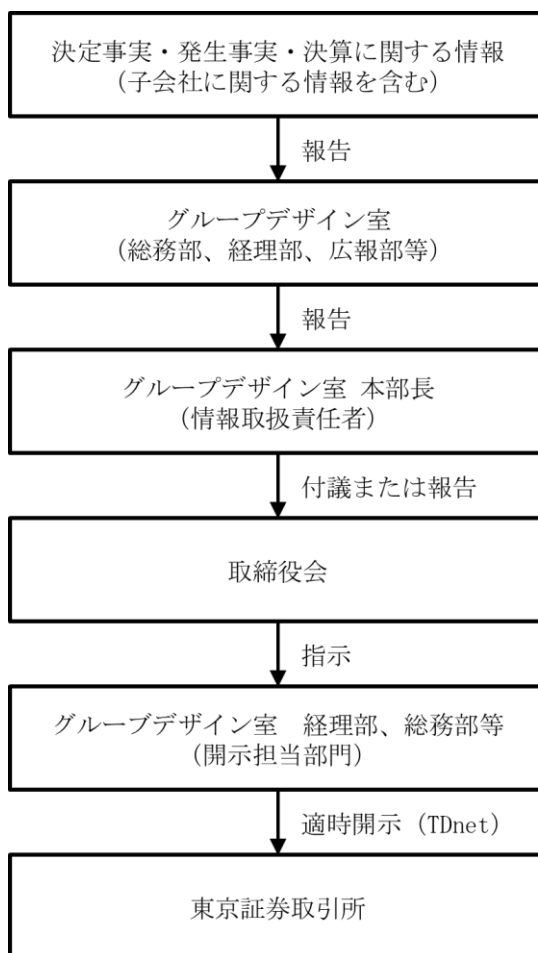 決定事実・発生事実・決算に関する情報
(子会社に関する情報を含む)
報告
グループデザイン室
(総務部、経理部、広報部等)
報告
グループデザイン室 本部長
(情報取扱責任者)
付議または報告
取締役会
指示
グループデザイン室　経理部、総務部等
(開示担当部門)
適時開示 (TDnet)
東京証券取引所